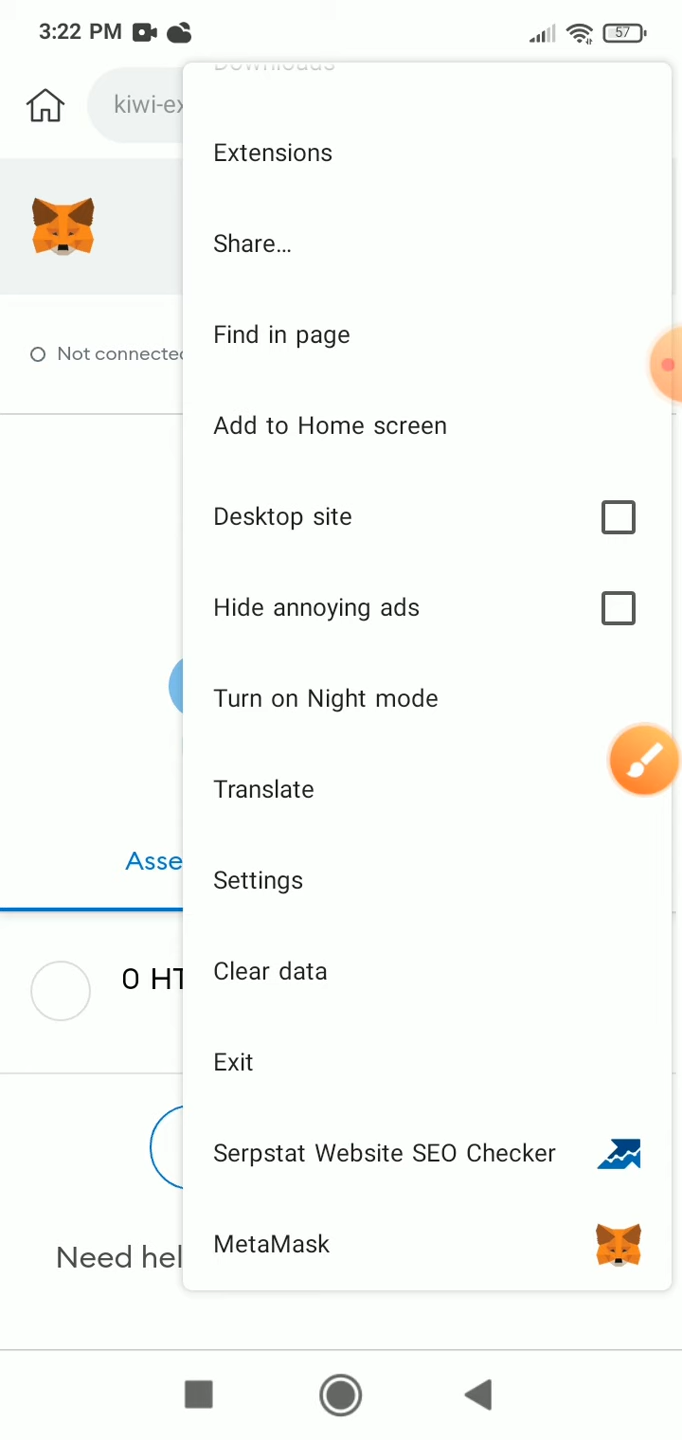 3:22 PM
57
Downloads
kiwi-ex
Extensions
Share...
Find in page
Not connected
Add to Home screen
Desktop site
Hide annoying ads
Turn on Night mode
Translate
Asse
Settings
Clear data
0 HT
Exit
Serpstat Website SEO Checker
MetaMask
Need hel